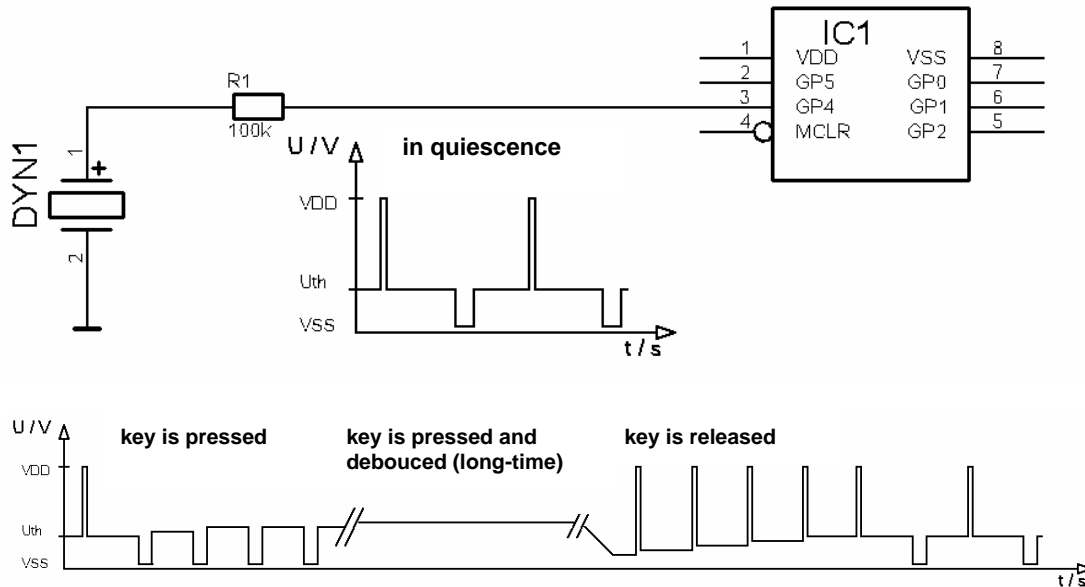 IC1
1 VDD VSS 8
2 GP5 GP0 7
3 GP4 GP1 6
4 MCLR GP2 5
R1
100k
DYN1
1
+
2
U / V
in quiescence
VDD
Uth
VSS
t / s
U / V
key is pressed
key is pressed and
debouced (long-time)
key is released
VDD
Uth
VSS
t / s